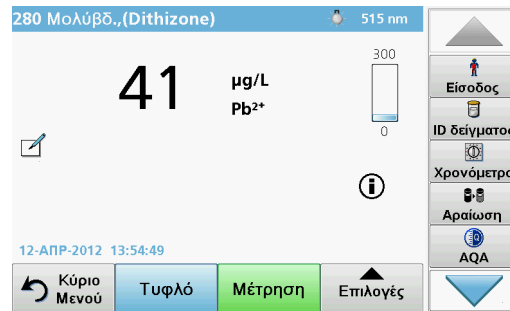 280 Μολύβδ.,(Dithizone)
515 nm
41
µg/L
Pb²⁺
300
0
12-ΑΠΡ-2012 13:54:49
Κύριο
Μενού
Τυφλό
Μέτρηση
Επιλογές
Είσοδος
ID δείγματος
Χρονόμετρο
Αραίωση
AQA